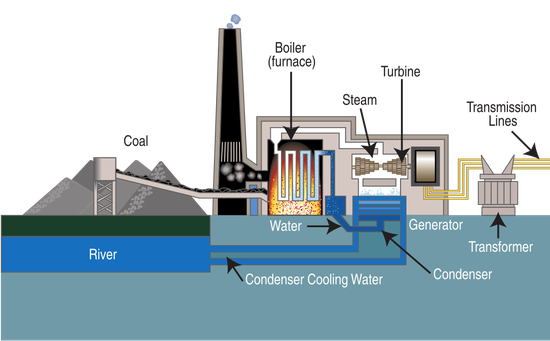 Boiler
(furnace)
Turbine
Steam
Transmission
Lines
Coal
Water
Generator
Transformer
River
Condenser
Condenser Cooling Water